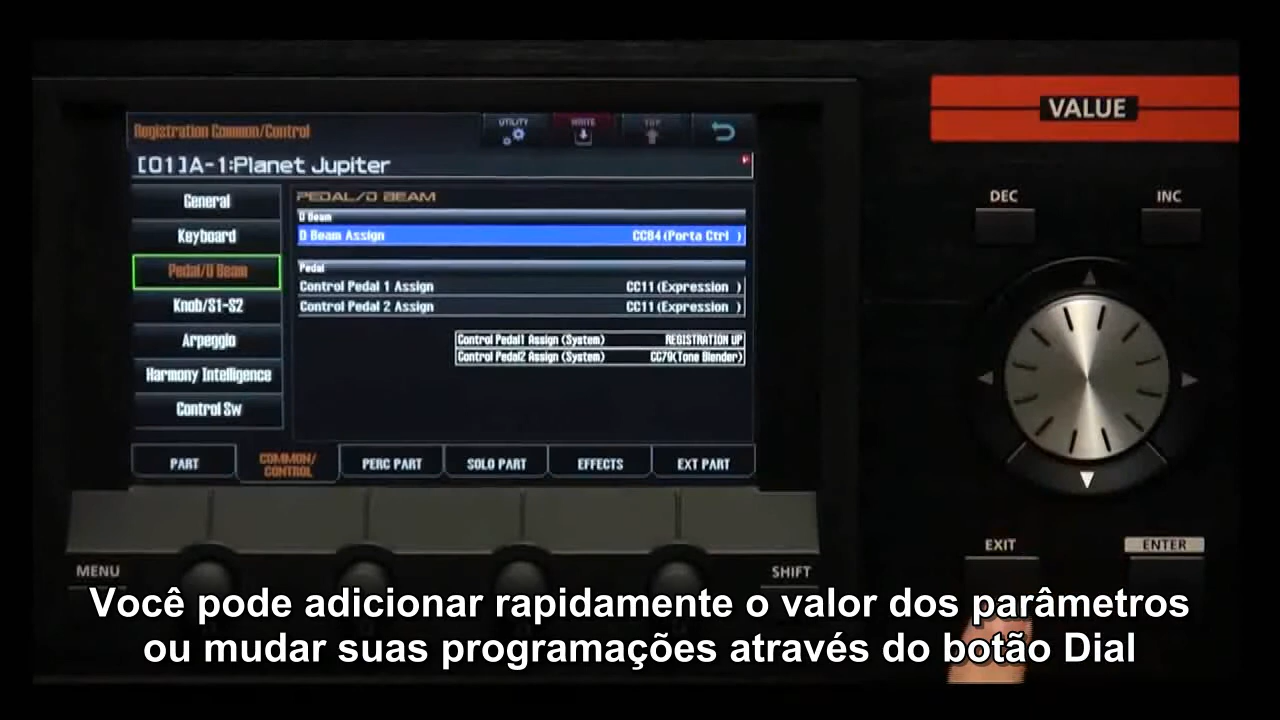 Registration Common/Control
UTILITY
WRITE
TOP
[01]A-1:Planet Jupiter
General
Keyboard
Pedal/D Beam
Knob/S1-S2
Arpeggio
Harmony Intelligence
Control Sw
PEDAL/D BEAM
D Beam
D Beam Assign CC84(Porta Ctrl )
Pedal
Control Pedal 1 Assign CC11(Expression )
Control Pedal 2 Assign CC11(Expression )
Control Pedal1 Assign (System) REGISTRATION UP
Control Pedal2 Assign (System) CC79(Tone Blender)
PART
COMMON/
CONTROL
PERC PART
SOLO PART
EFFECTS
EXT PART
MENU
SHIFT
VALUE
DEC
INC
EXIT
ENTER
Você pode adicionar rapidamente o valor dos parâmetros
ou mudar suas programações através do botão Dial